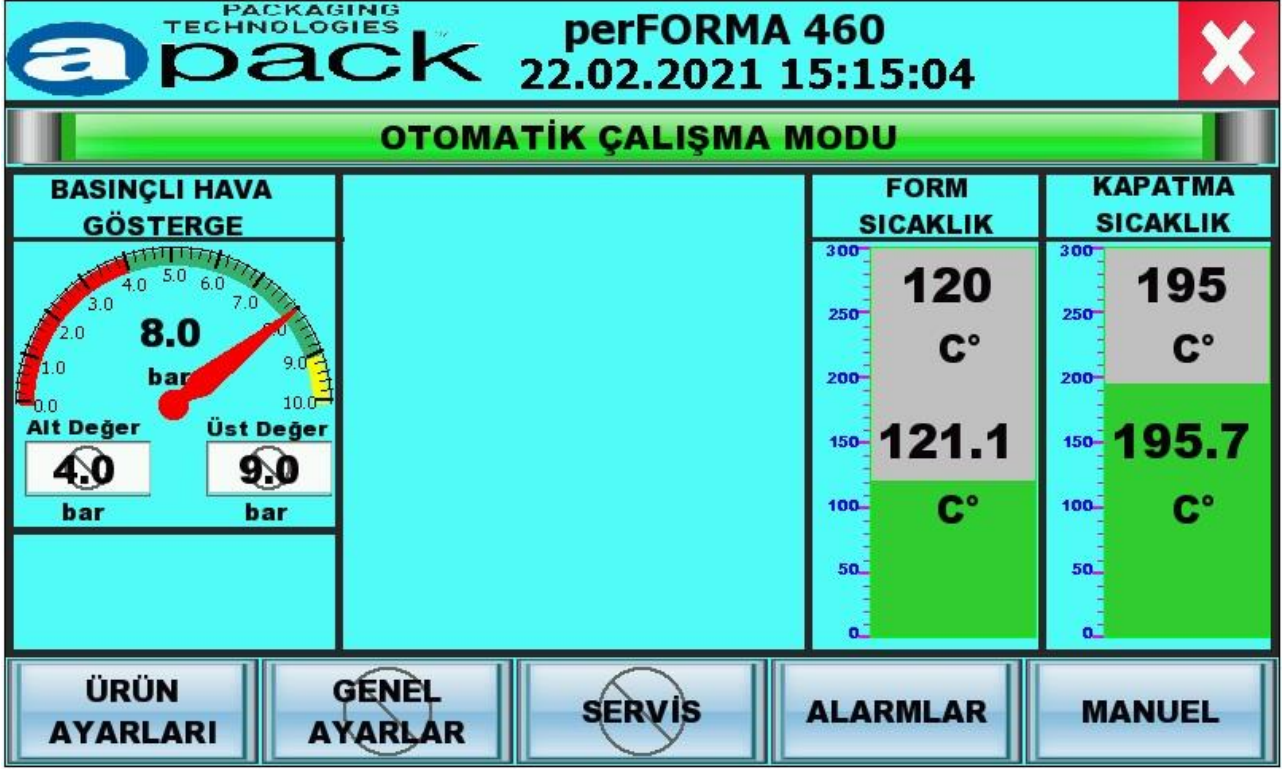 PACKAGING
TECHNOLOGIES
apack
perFORMA 460
22.02.2021 15:15:04
OTOMATİK ÇALIŞMA MODU
BASINÇLI HAVA
GÖSTERGE
0.0
1.0
2.0
3.0
4.0
5.0
6.0
7.0
8.0
9.0
10.0
8.0
bar
Alt Değer
Üst Değer
4.0
9.0
bar
bar
FORM
SICAKLIK
300
250
200
150
100
50
0
120
C°
121.1
C°
KAPATMA
SICAKLIK
300
250
200
150
100
50
0
195
C°
195.7
C°
ÜRÜN
AYARLARI
GENEL
AYARLAR
SERVİS
ALARMLAR
MANUEL